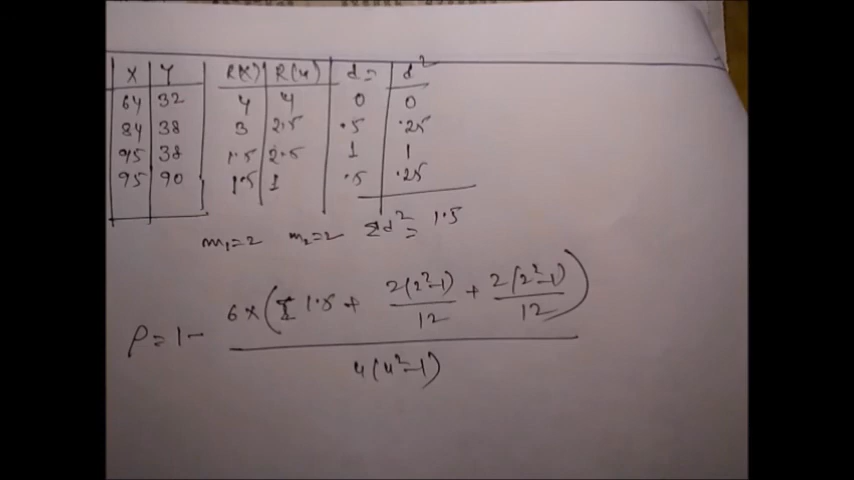 X Y R(X) R(Y) d= d²
64 32 4 4 0 0
84 38 3 2.5 .5 .25
95 38 1.5 2.5 1 1
95 90 1.5 1 .5 .25
m₁=2 m₂=2 Σd²= 1.5
ρ=1- 6×(Σ 1.5+ 2(2²-1)/12 + 2(2²-1)/12) / 4(4²-1)